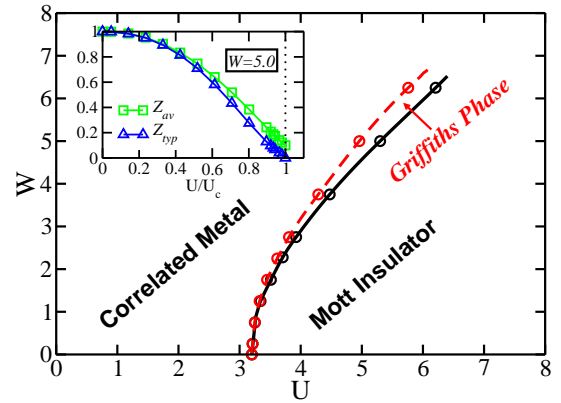 1
0.8
0.6
0.4
0.2
0
0 0.2 0.4 0.6 0.8 1
U/U_c
W=5.0
Z_av
Z_typ
7
6
5
4
3
2
1
0
W
Griffiths Phase
Correlated Metal
Mott Insulator
0 1 2 3 4 5 6 7 8
U